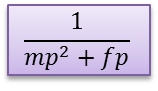 1
mp² + fp